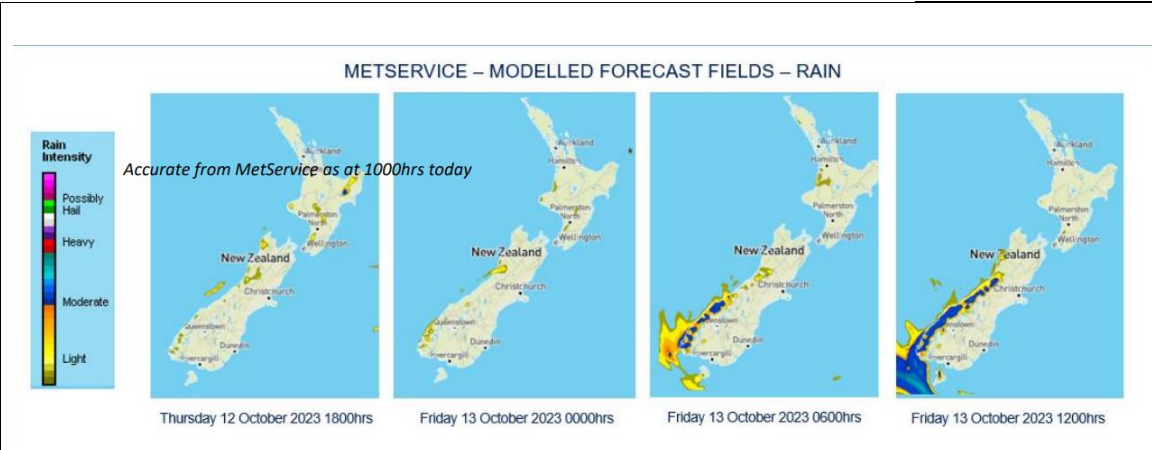 METSERVICE – MODELLED FORECAST FIELDS – RAIN
Rain
Intensity
Possibly
Hail
Heavy
Moderate
Light
Accurate from MetService as at 1000hrs today
Auckland
Palmerston
North
Wellington
New Zealand
Christchurch
Queenstown
Dunedin
Invercargill
Thursday 12 October 2023 1800hrs
Auckland
Hamilton
Palmerston
North
Wellington
New Zealand
Christchurch
Queenstown
Dunedin
Invercargill
Friday 13 October 2023 0000hrs
Auckland
Hamilton
Palmerston
North
Wellington
New Zealand
Christchurch
Queenstown
Dunedin
Invercargill
Friday 13 October 2023 0600hrs
Auckland
Hamilton
Palmerston
North
Wellington
New Zealand
Christchurch
Queenstown
Dunedin
Invercargill
Friday 13 October 2023 1200hrs